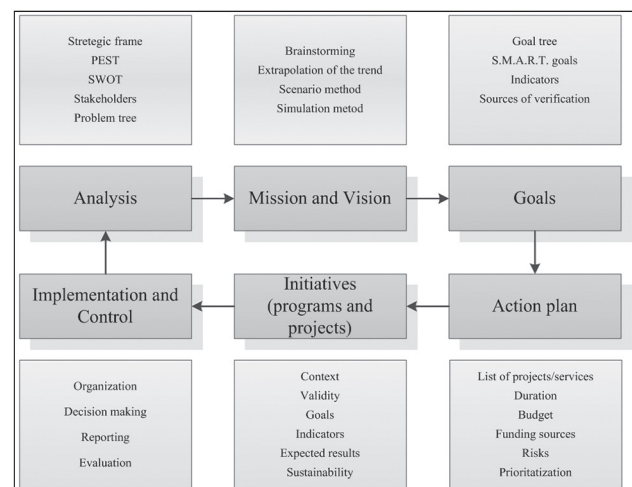 Stretegic frame
PEST
SWOT
Stakeholders
Problem tree
Brainstorming
Extrapolation of the trend
Scenario method
Simulation metod
Goal tree
S.M.A.R.T. goals
Indicators
Sources of verification
Analysis
Mission and Vision
Goals
Implementation and
Control
Initiatives
(programs and
projects)
Action plan
Organization
Decision making
Reporting
Evaluation
Context
Validity
Goals
Indicators
Expected results
Sustainability
List of projects/services
Duration
Budget
Funding sources
Risks
Prioritatization